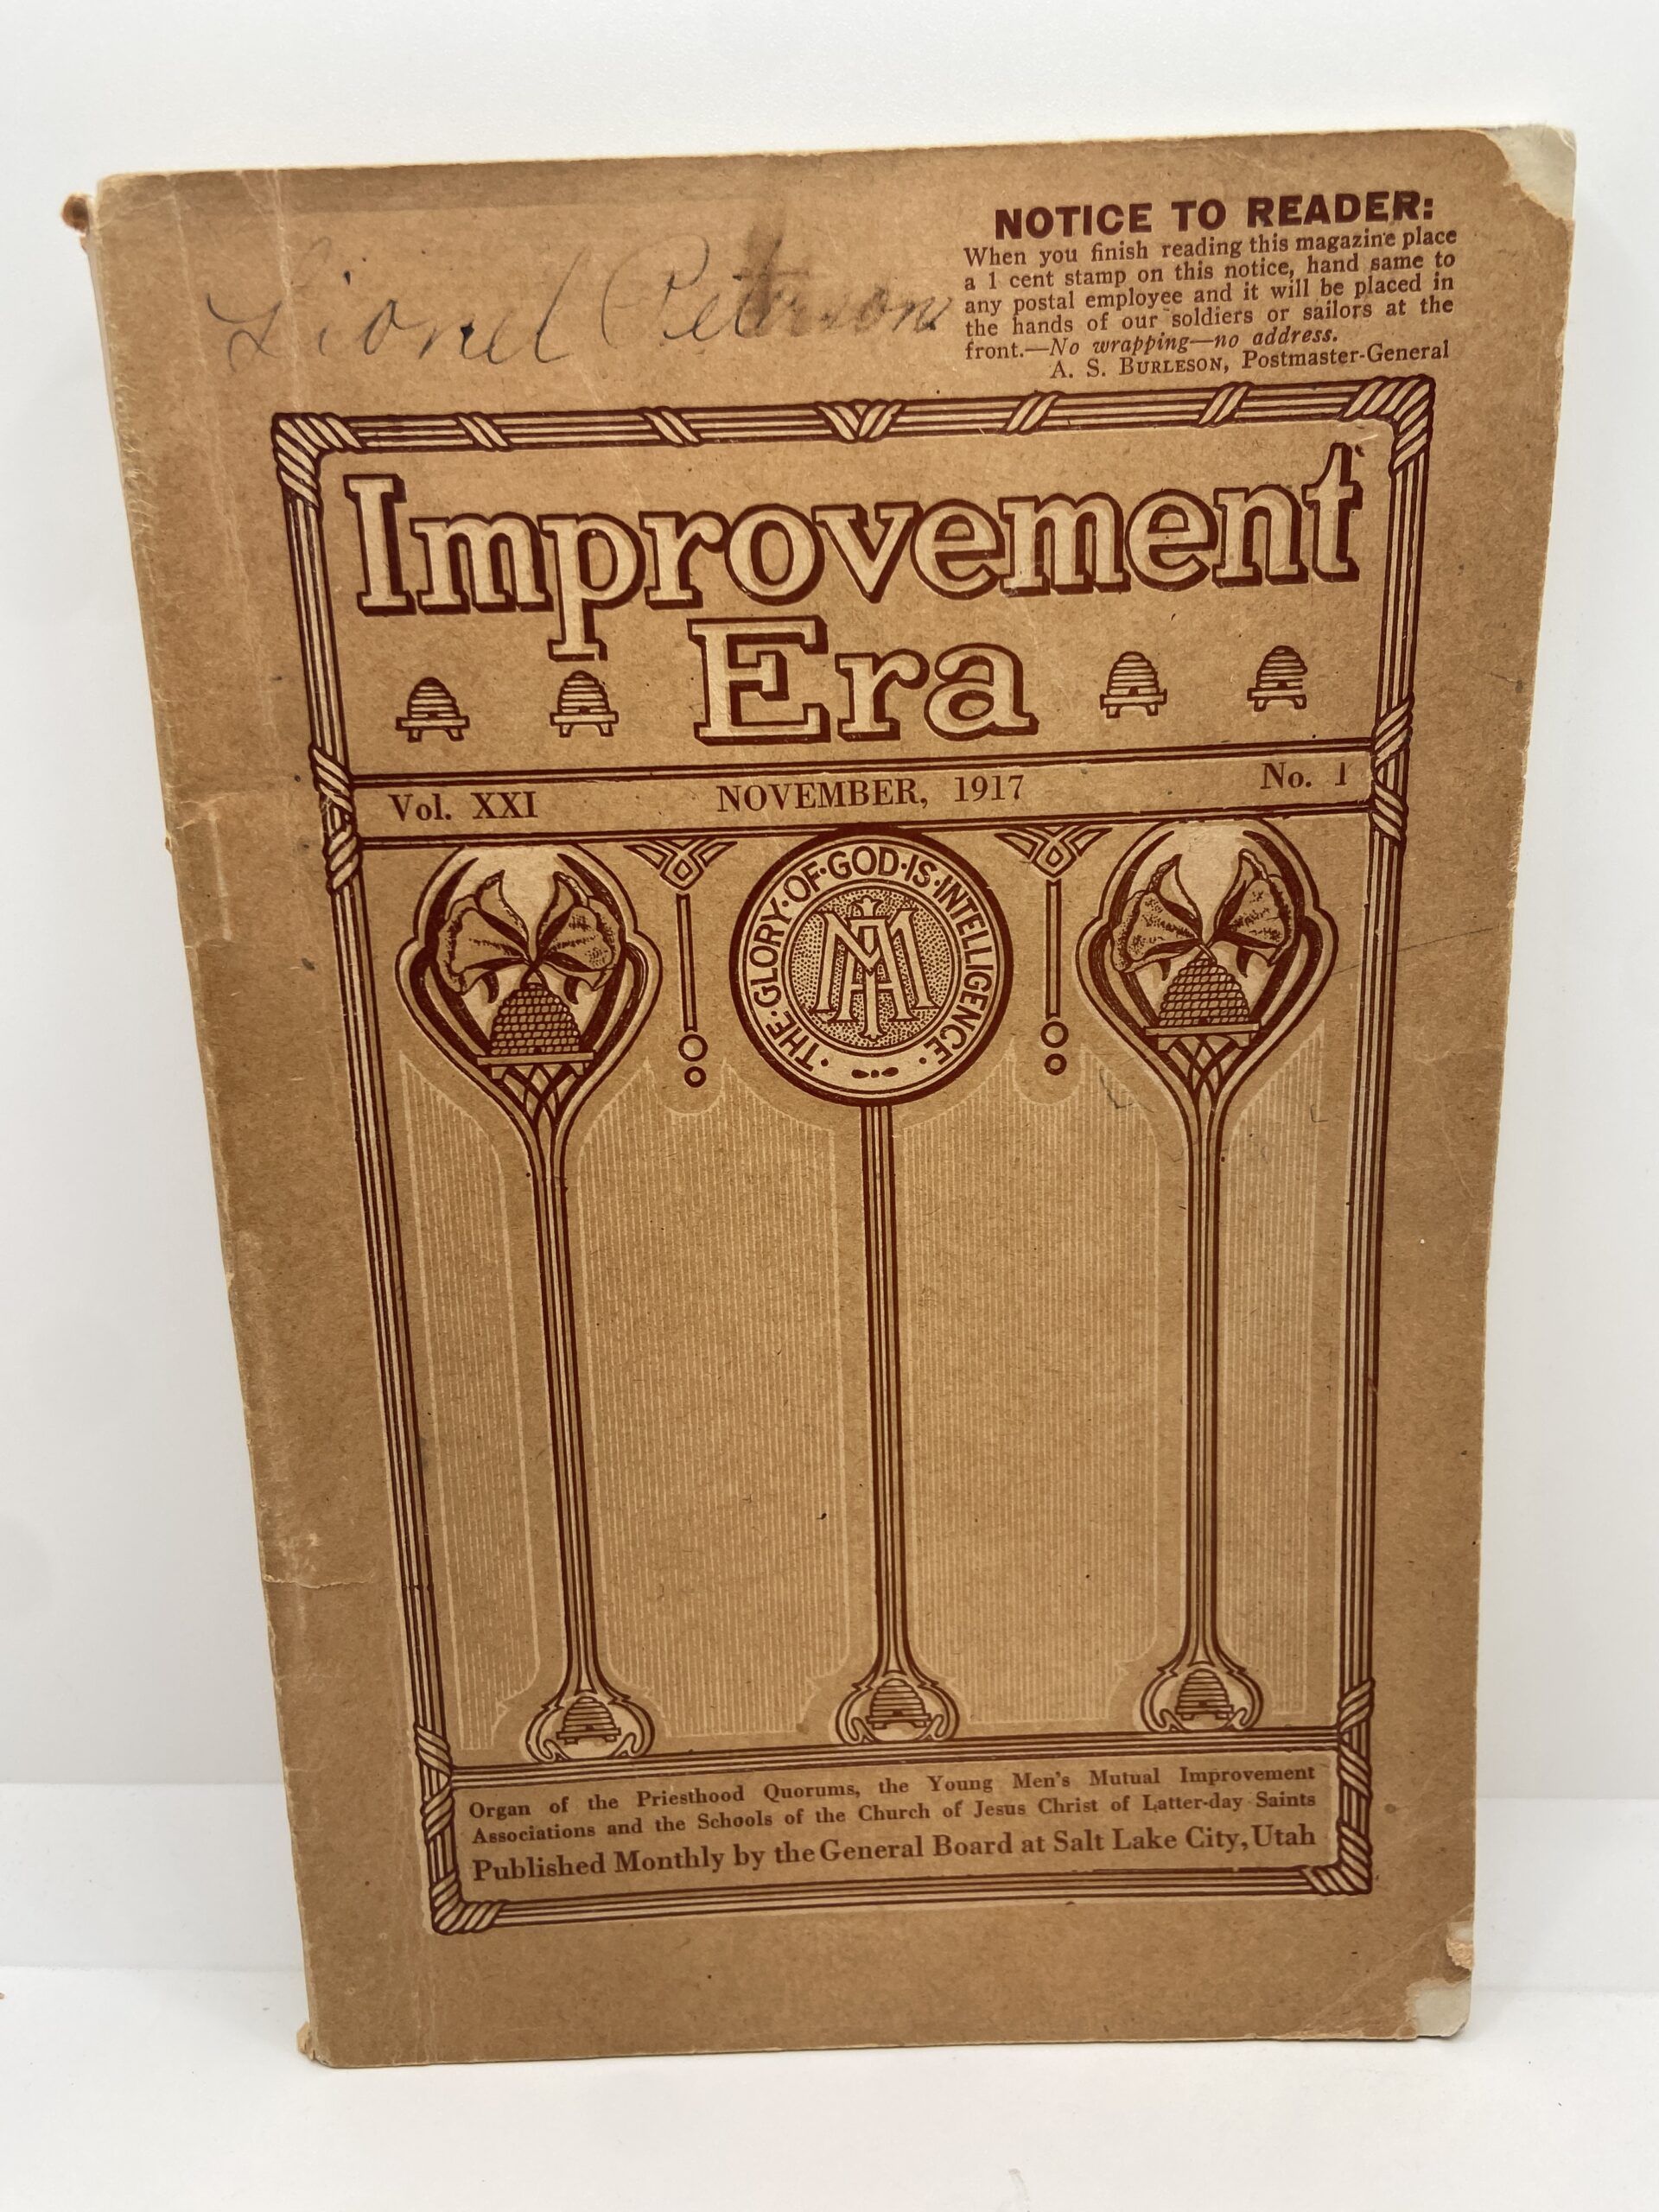 Lionel Peterson
NOTICE TO READER:
When you finish reading this magazine place
a 1 cent stamp on this notice, hand same to
any postal employee and it will be placed in
the hands of our soldiers or sailors at the
front.—No wrapping—no address.
A. S. BURLESON, Postmaster-General
Improvement
Era
Vol. XXI NOVEMBER, 1917 No. 1
·THE·GLORY·OF·GOD·IS·INTELLIGENCE·
MIA
Organ of the Priesthood Quorums, the Young Men's Mutual Improvement
Associations and the Schools of the Church of Jesus Christ of Latter-day Saints
Published Monthly by the General Board at Salt Lake City, Utah